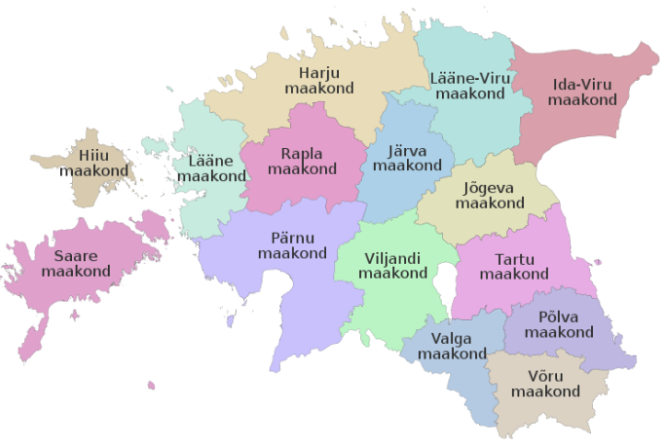 Harju
maakond
Lääne-Viru
maakond
Ida-Viru
maakond
Hiiu
maakond
Lääne
maakond
Rapla
maakond
Järva
maakond
Jõgeva
maakond
Saare
maakond
Pärnu
maakond
Viljandi
maakond
Tartu
maakond
Valga
maakond
Põlva
maakond
Võru
maakond